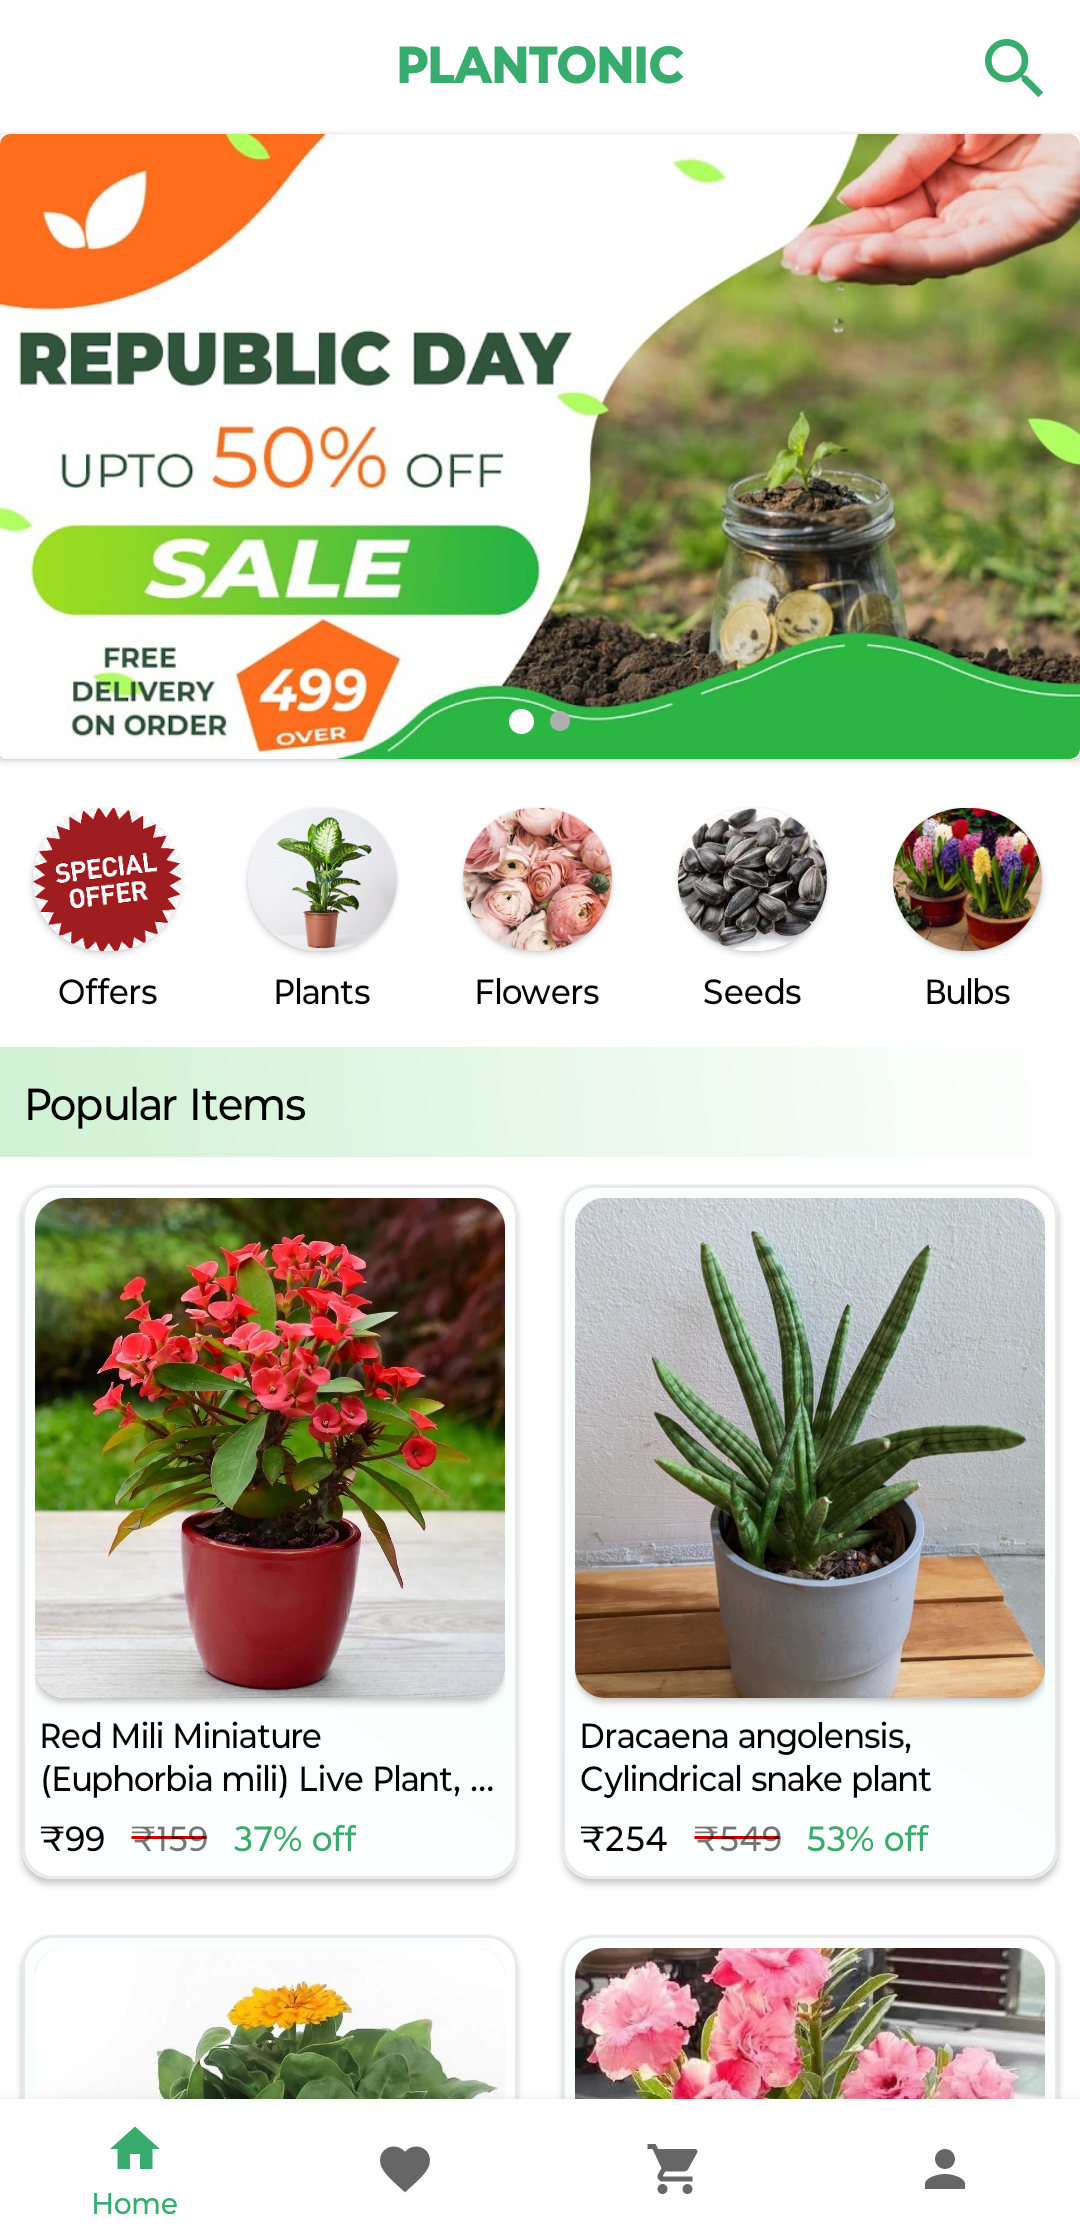 PLANTONIC
REPUBLIC DAY
UPTO 50% OFF
SALE
FREE
DELIVERY
ON ORDER
499
OVER
SPECIAL
OFFER
Offers
Plants
Flowers
Seeds
Bulbs
Popular Items
Red Mili Miniature
(Euphorbia mili) Live Plant, ...
₹99 ₹159 37% off
Dracaena angolensis,
Cylindrical snake plant
₹254 ₹549 53% off
Home